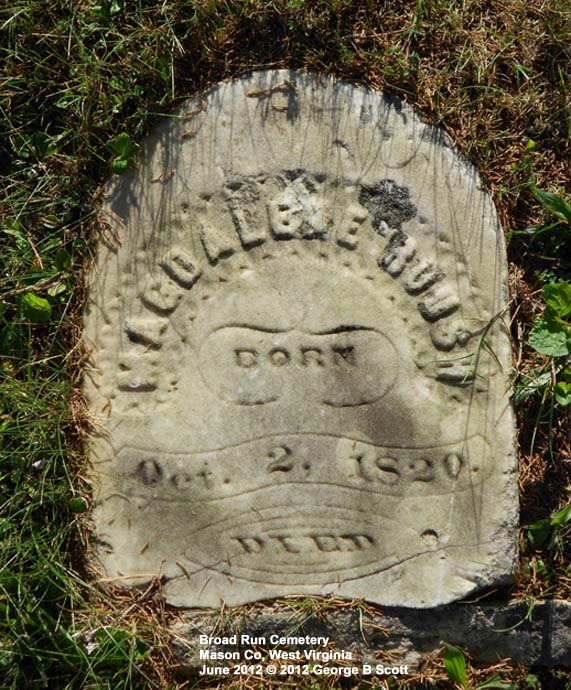 MAGDALENE ROUSH
BORN
Oct. 2, 1820.
DIED
Broad Run Cemetery
Mason Co, West Virginia
June 2012 © 2012 George B Scott